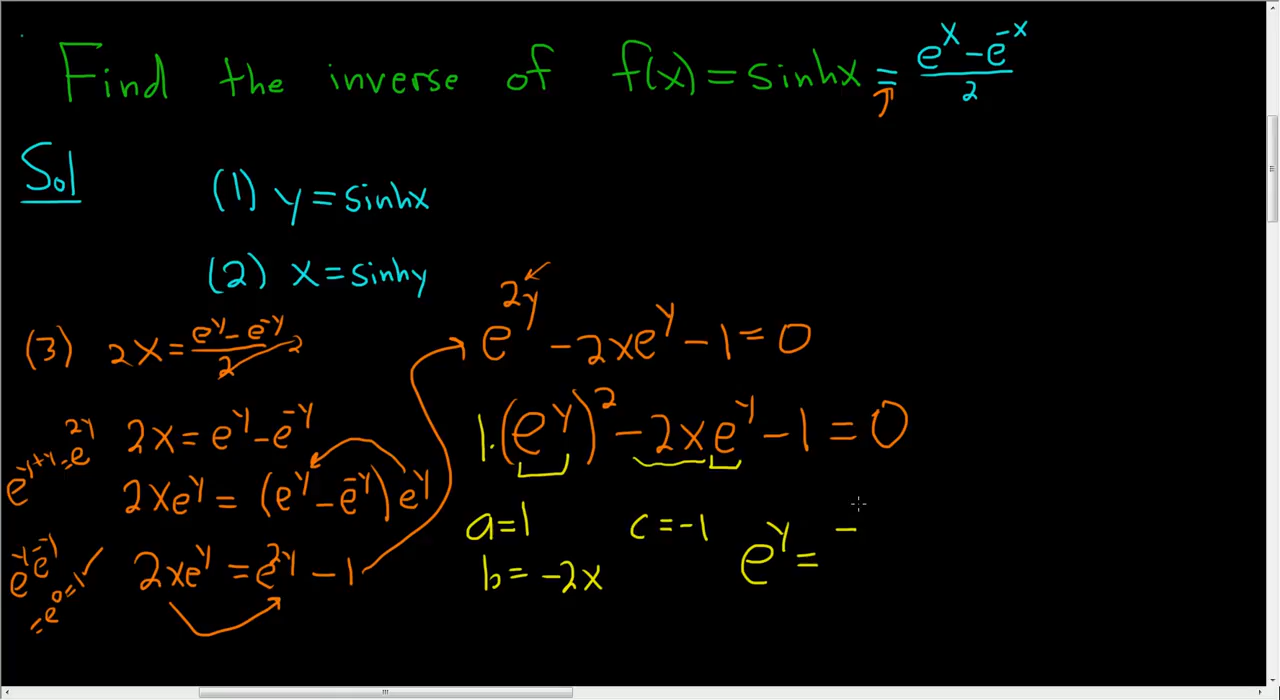 Find the inverse of f(x) = sinhx = (e^x - e^-x)/2
Sol
(1) y = sinhx
(2) x = sinhy
(3) 2x = (e^y - e^-y)/2 · 2
2x = e^y - e^-y
e^y+y = e^2y
2xe^y = (e^y - e^-y) e^y
e^y e^-y
= e^0 = 1 ✓
2xe^y = e^2y - 1
e^2y - 2xe^y - 1 = 0
1·(e^y)^2 - 2xe^y - 1 = 0
a = 1
c = -1
b = -2x
e^y = -